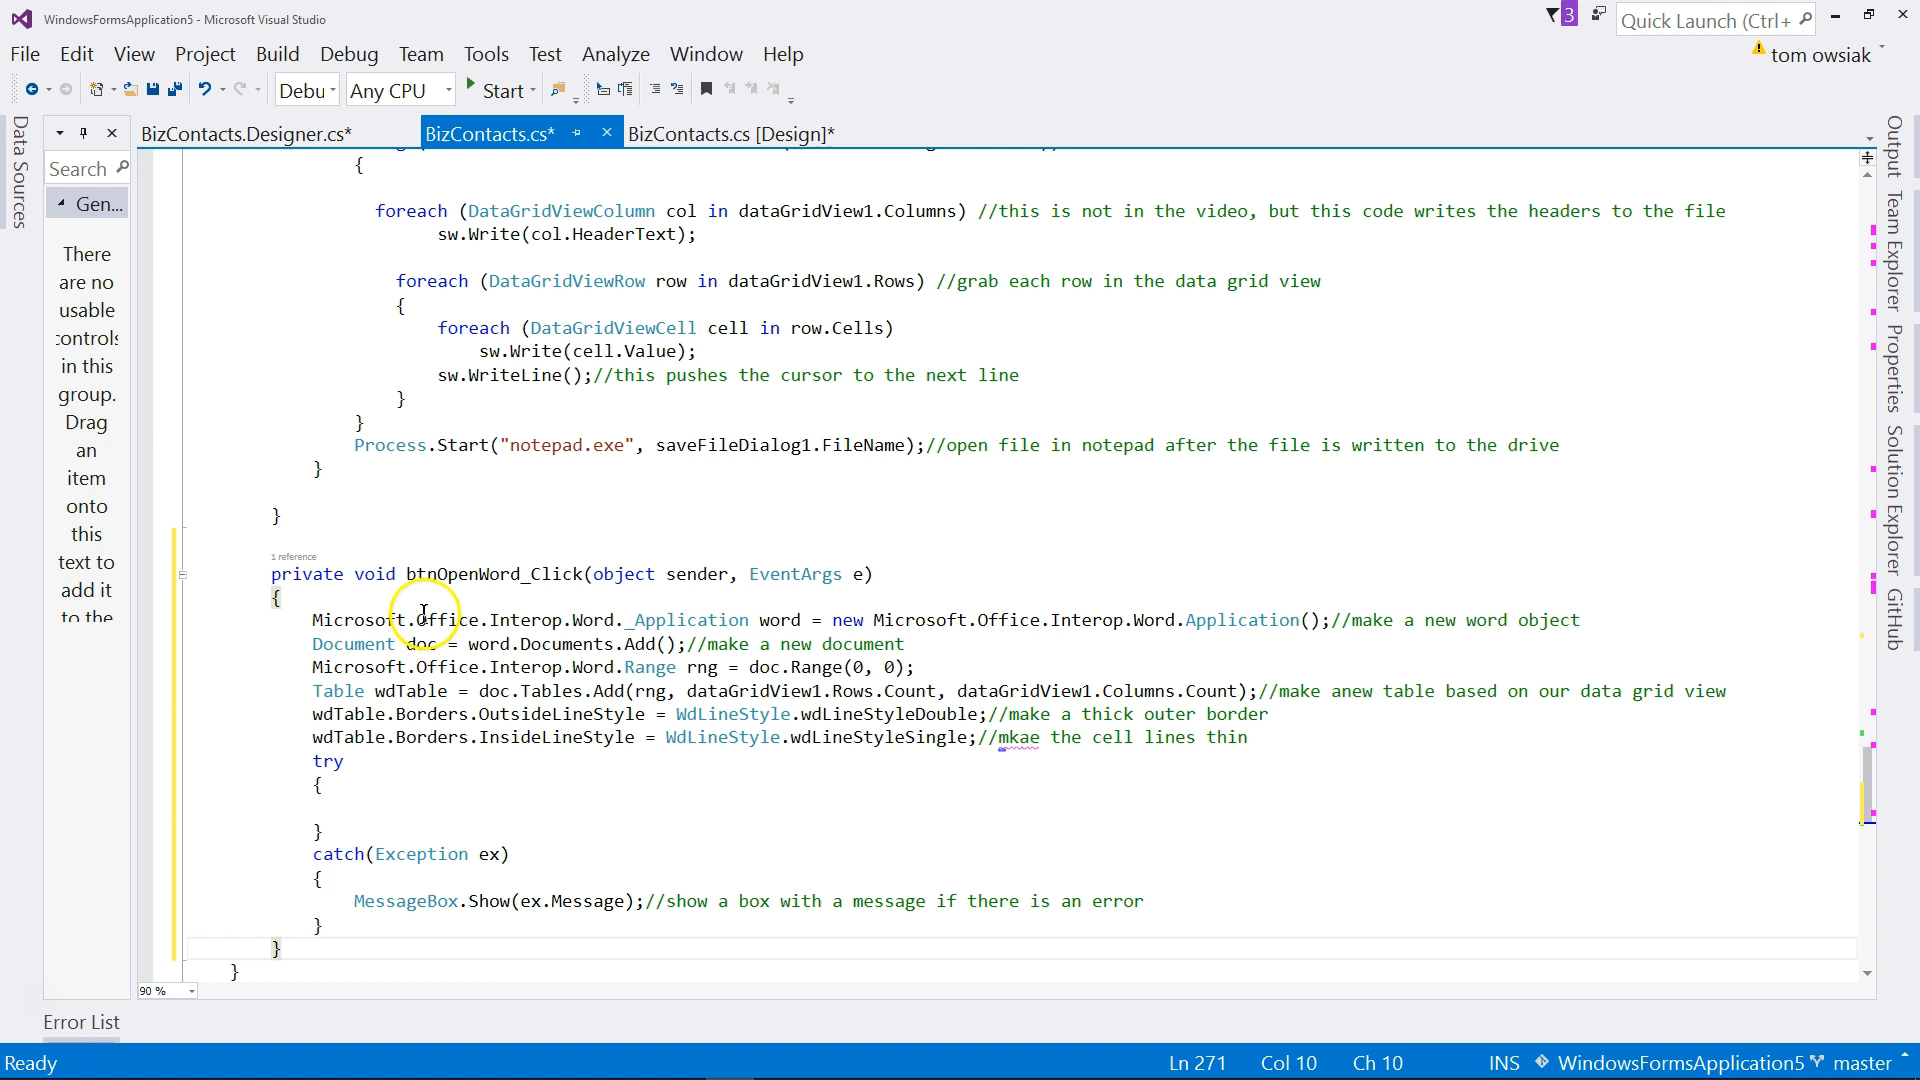 WindowsFormsApplication5 - Microsoft Visual Studio
3
Quick Launch (Ctrl+
File Edit View Project Build Debug Team Tools Test Analyze Window Help
tom owsiak
Debu Any CPU Start
Data Sources
Search
Gen...
There
are no
usable
controls
in this
group.
Drag
an
item
onto
this
text to
add it
to the
BizContacts.Designer.cs* BizContacts.cs* BizContacts.cs [Design]*
{
foreach (DataGridViewColumn col in dataGridView1.Columns) //this is not in the video, but this code writes the headers to the file
sw.Write(col.HeaderText);
foreach (DataGridViewRow row in dataGridView1.Rows) //grab each row in the data grid view
{
foreach (DataGridViewCell cell in row.Cells)
sw.Write(cell.Value);
sw.WriteLine();//this pushes the cursor to the next line
}
}
Process.Start("notepad.exe", saveFileDialog1.FileName);//open file in notepad after the file is written to the drive
}
}
1 reference
private void btnOpenWord_Click(object sender, EventArgs e)
{
Microsoft.Office.Interop.Word._Application word = new Microsoft.Office.Interop.Word.Application();//make a new word object
Document doc = word.Documents.Add();//make a new document
Microsoft.Office.Interop.Word.Range rng = doc.Range(0, 0);
Table wdTable = doc.Tables.Add(rng, dataGridView1.Rows.Count, dataGridView1.Columns.Count);//make anew table based on our data grid view
wdTable.Borders.OutsideLineStyle = WdLineStyle.wdLineStyleDouble;//make a thick outer border
wdTable.Borders.InsideLineStyle = WdLineStyle.wdLineStyleSingle;//mkae the cell lines thin
try
{
}
catch(Exception ex)
{
MessageBox.Show(ex.Message);//show a box with a message if there is an error
}
}
}
90 %
Output
Team Explorer
Properties
Solution Explorer
GitHub
Error List
Ready Ln 271 Col 10 Ch 10 INS WindowsFormsApplication5 master